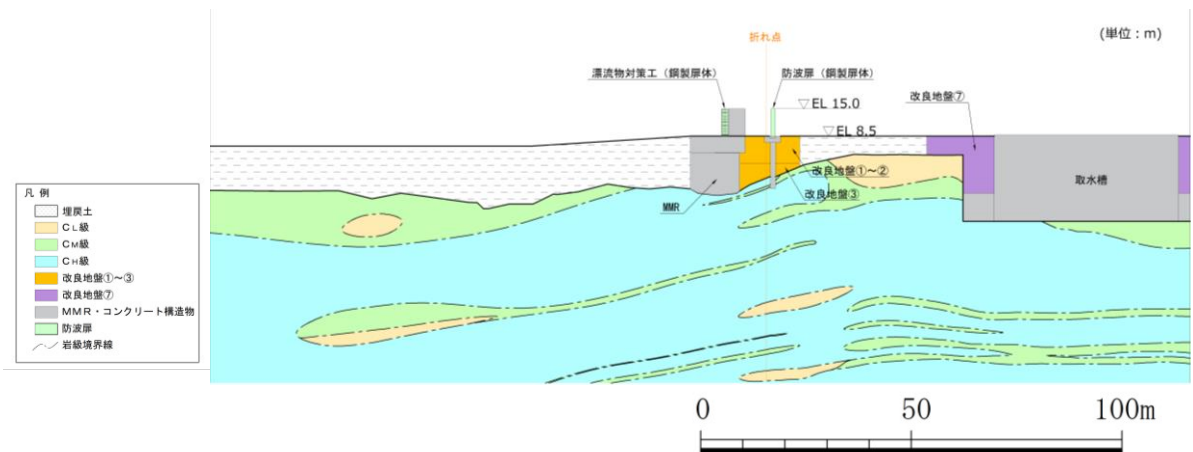 折れ点
(単位:m)
漂流物対策工(鋼製扉体)
防波扉(鋼製扉体)
改良地盤⑦
▽EL 15.0
▽EL 8.5
改良地盤①~②
取水槽
改良地盤③
MMR
凡 例
埋戻土
CL級
CM級
CH級
改良地盤①~③
改良地盤⑦
MMR・コンクリート構造物
防波扉
岩級境界線
0 50 100m